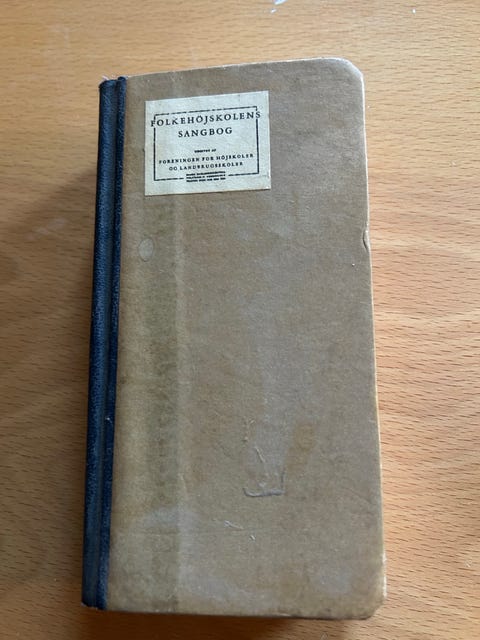 FOLKEHÖJSKOLENS
SANGBOG
UDGIVET AF
FORENINGEN FOR HÖJSKOLER
OG LANDBRUGSSKOLER